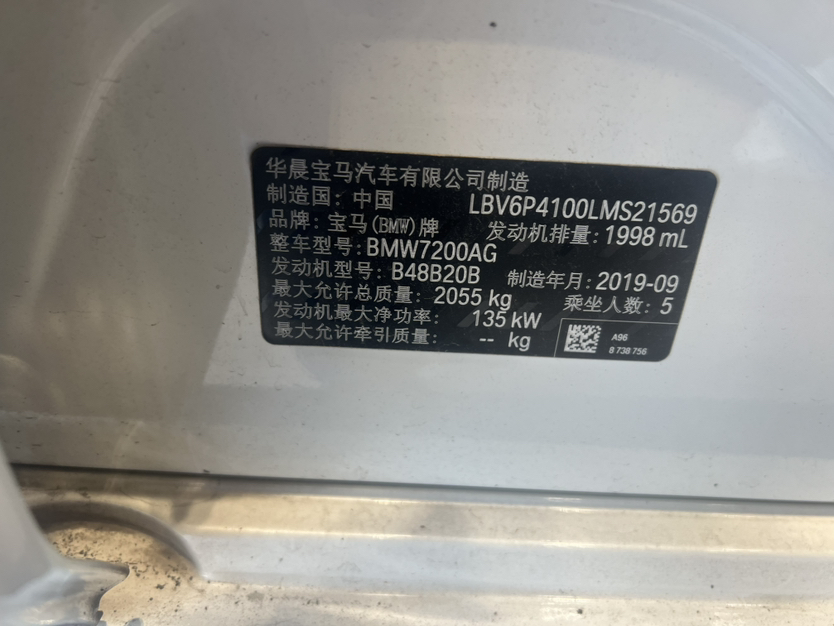 华晨宝马汽车有限公司制造
制造国：中国 LBV6P4100LMS21569
品牌：宝马(BMW)牌 发动机排量：1998 mL
整车型号：BMW7200AG
发动机型号：B48B20B 制造年月：2019-09
最大允许总质量：2055 kg 乘坐人数：5
发动机最大净功率：135 kW
最大允许牵引质量：-- kg
A96
8 738 756